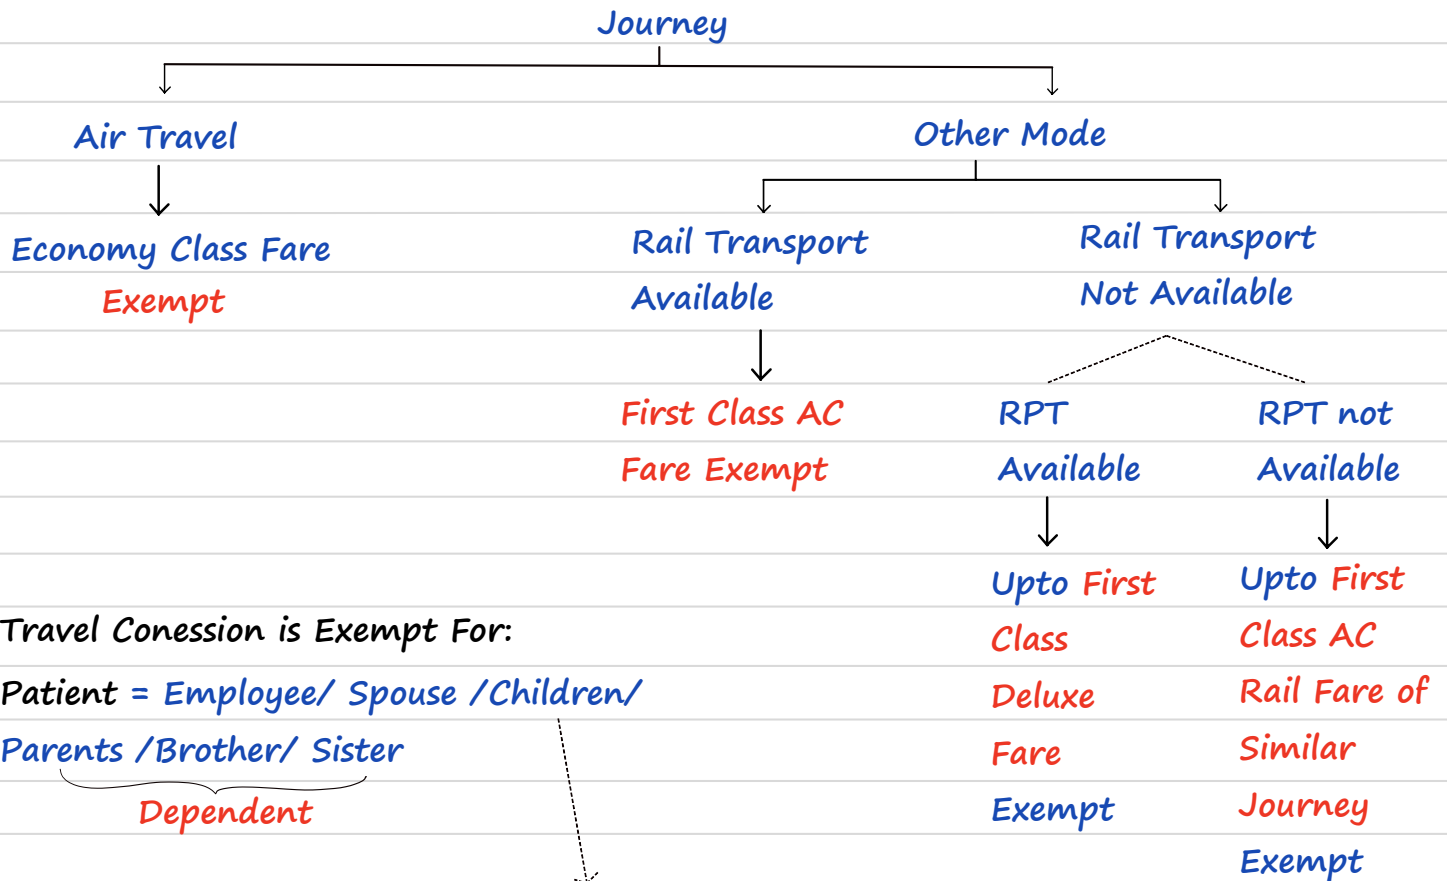 Journey
Air Travel
Other Mode
Economy Class Fare
Exempt
Rail Transport
Available
Rail Transport
Not Available
First Class AC
Fare Exempt
RPT
Available
RPT not
Available
Upto First
Class
Deluxe
Fare
Exempt
Upto First
Class AC
Rail Fare of
Similar
Journey
Exempt
Travel Conession is Exempt For:
Patient = Employee/ Spouse /Children/
Parents /Brother/ Sister
Dependent